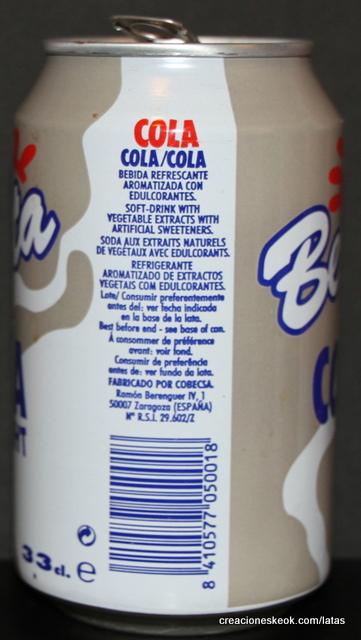 COLA
COLA/COLA
BEBIDA REFRESCANTE
AROMATIZADA CON
EDULCORANTES.
SOFT-DRINK WITH
VEGETABLE EXTRACTS WITH
ARTIFICIAL SWEETENERS.
SODA AUX EXTRAITS NATURELS
DE VEGÉTAUX AVEC EDULCORANTS.
REFRIGERANTE
AROMATIZADO DE EXTRACTOS
VEGETAIS COM EDULCORANTES.
Lote/ Consumir preferentemente
antes del: ver fecha indicada
en la base de la lata.
Best before end - see base of can.
À consommer de préférence
avant: voir fond.
Consumir de preferência
antes de: ver fundo da lata.
FABRICADO POR COBECSA.
Ramón Berenguer IV, 1
50007 Zaragoza (ESPAÑA)
Nº R.S.I. 29.602/Z
8 410577 050018
33 cl. e
Be
creacioneskeok.com/latas